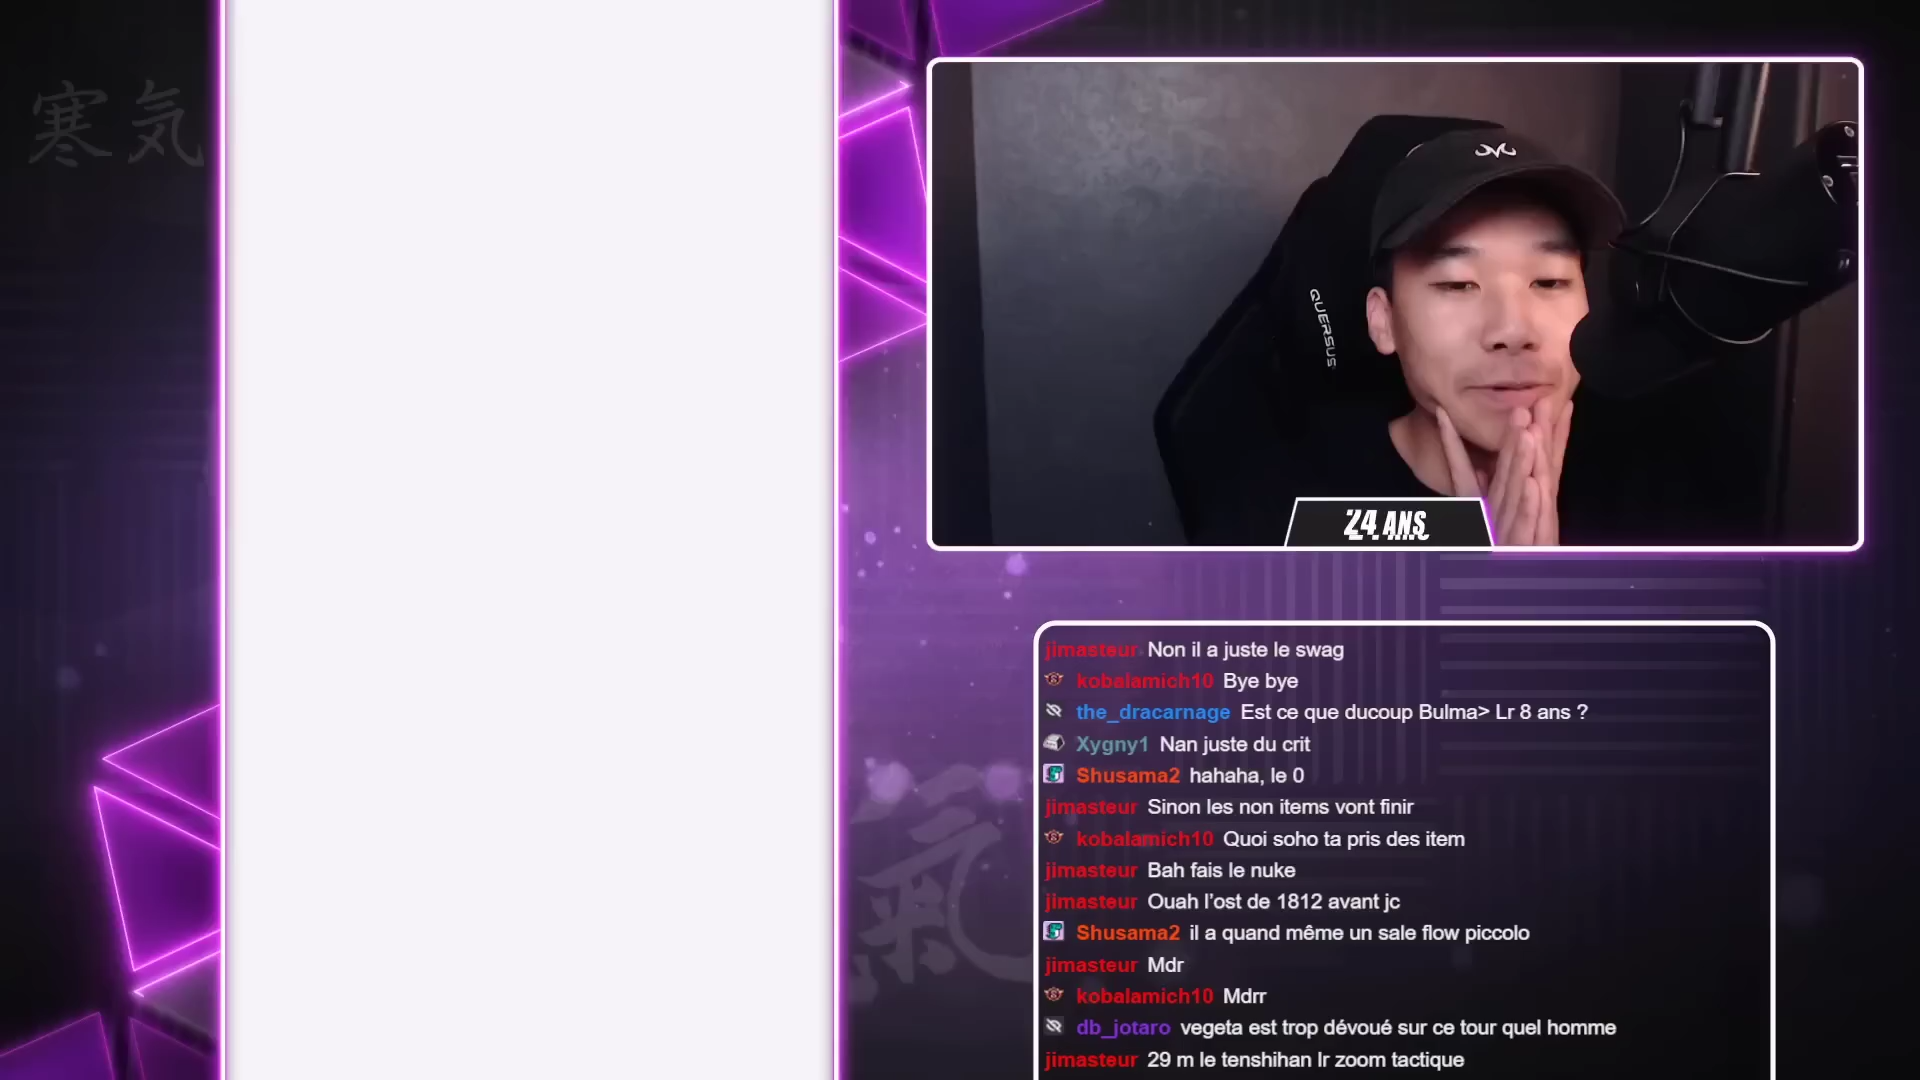 寒気
QUERSUS
24 ANS
jimasteur Non il a juste le swag
kobalamich10 Bye bye
the_dracarnage Est ce que ducoup Bulma> Lr 8 ans ?
Xygny1 Nan juste du crit
Shusama2 hahaha, le 0
jimasteur Sinon les non items vont finir
kobalamich10 Quoi soho ta pris des item
jimasteur Bah fais le nuke
jimasteur Ouah l’ost de 1812 avant jc
Shusama2 il a quand même un sale flow piccolo
jimasteur Mdr
kobalamich10 Mdrr
db_jotaro vegeta est trop dévoué sur ce tour quel homme
jimasteur 29 m le tenshihan lr zoom tactique
氣